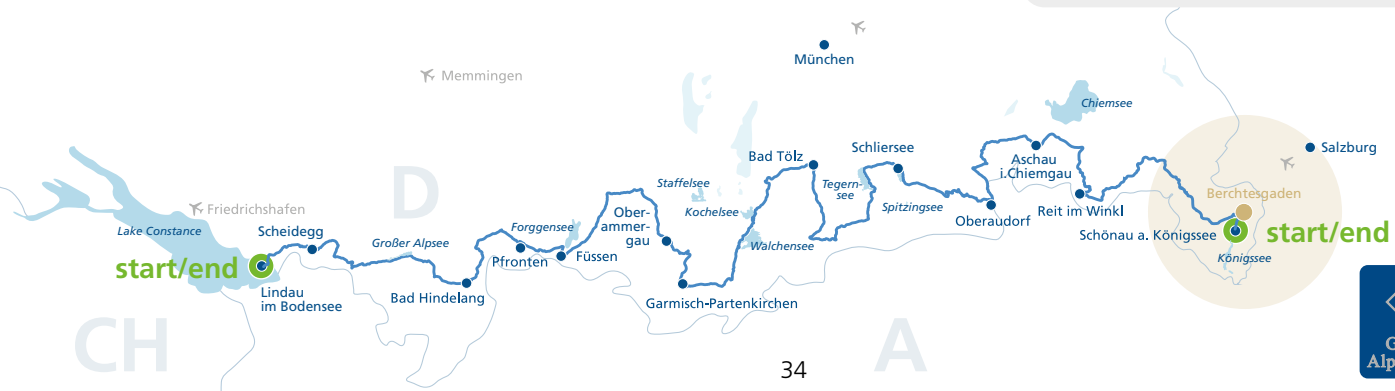 München
Memmingen
Chiemsee
Salzburg
Schliersee
Bad Tölz
Aschau
i.Chiemgau
Tegern-
see
Staffelsee
Berchtesgaden
D
Friedrichshafen
Kochelsee
Spitzingsee
Ober-
ammer-
gau
Oberaudorf
Reit im Winkl
Lake Constance
Scheidegg
Forggensee
Großer Alpsee
Walchensee
Schönau a. Königssee
start/end
Pfronten
Füssen
Königssee
start/end
Lindau
im Bodensee
Bad Hindelang
Garmisch-Partenkirchen
CH
A
34
G
Alp